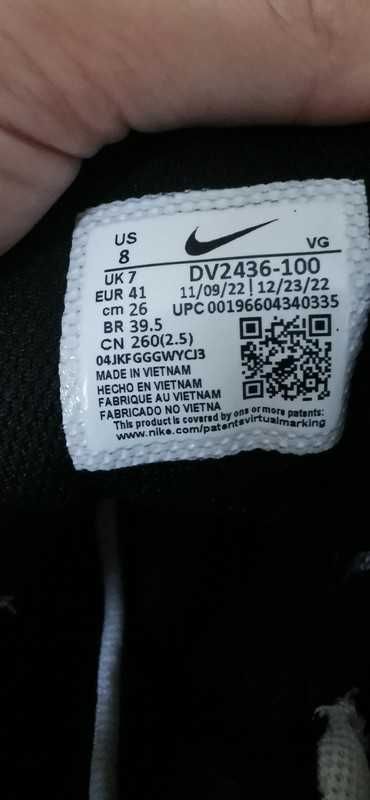 US
8
VG
UK 7
DV2436-100
EUR 41
11/09/22 | 12/23/22
cm 26
UPC 00196604340335
BR 39.5
CN 260(2.5)
04JKFGGGWYCJ3
MADE IN VIETNAM
HECHO EN VIETNAM
FABRIQUE AU VIETNAM
FABRICADO NO VIETNA
This product is covered by one or more patents:
www.nike.com/patentsvirtualmarking